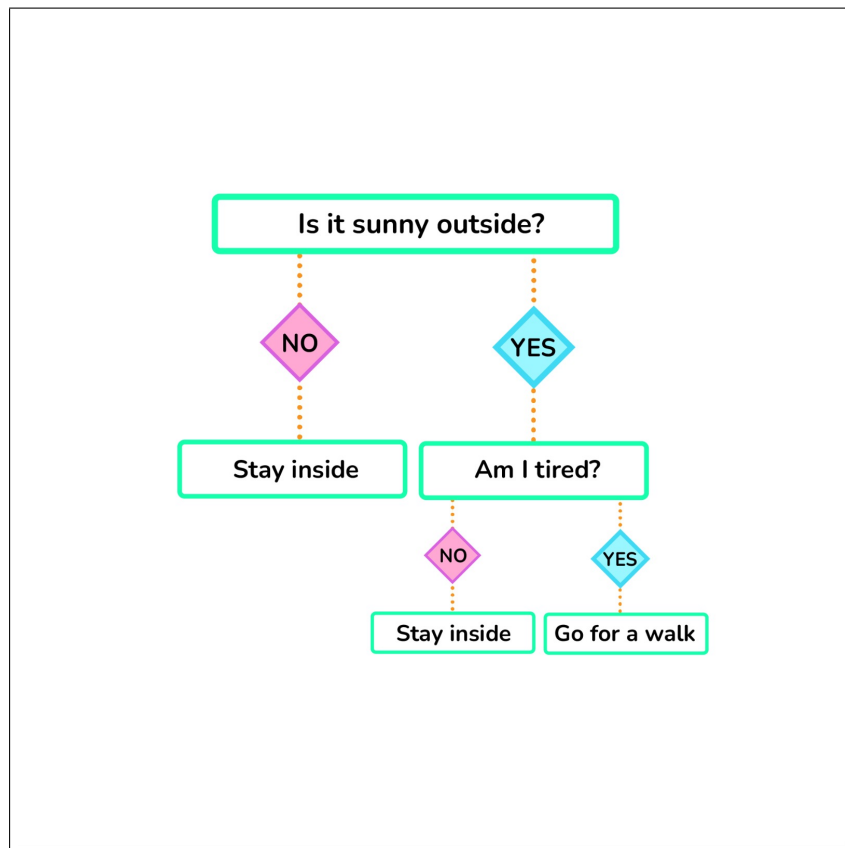 Is it sunny outside?
NO
YES
Stay inside
Am I tired?
NO
YES
Stay inside
Go for a walk